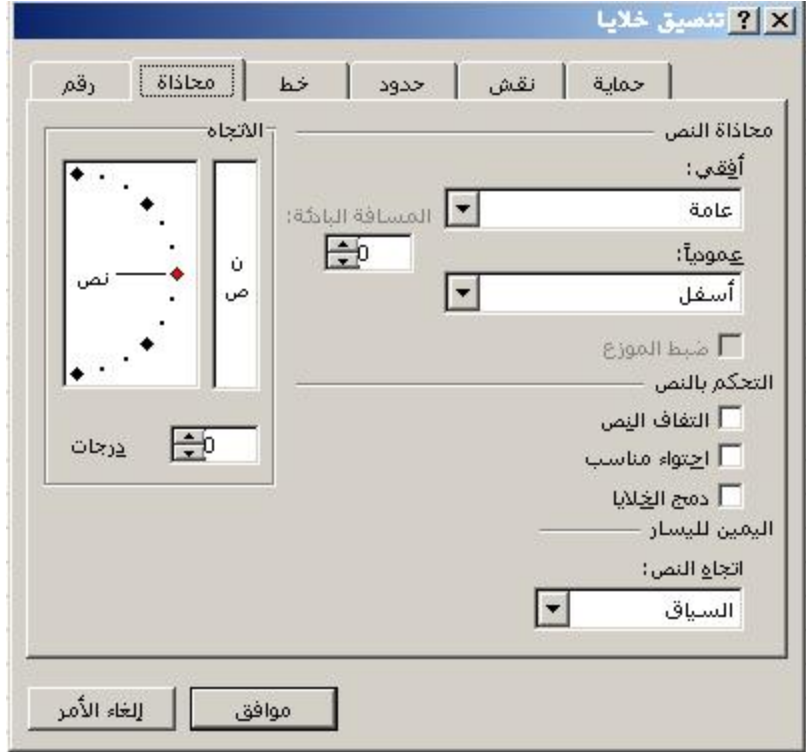 تنسيق خلايا
رقم
محاذاة
خط
حدود
نقش
حماية
محاذاة النص
أفقي:
عامة
المسافة البادئة:
0
عمودياً:
أسفل
ضبط الموزع
التحكم بالنص
التفاف النص
احتواء مناسب
دمج الخلايا
اليمين لليسار
اتجاه النص:
السياق
الاتجاه
ن
ص
نص
0
درجات
موافق
إلغاء الأمر